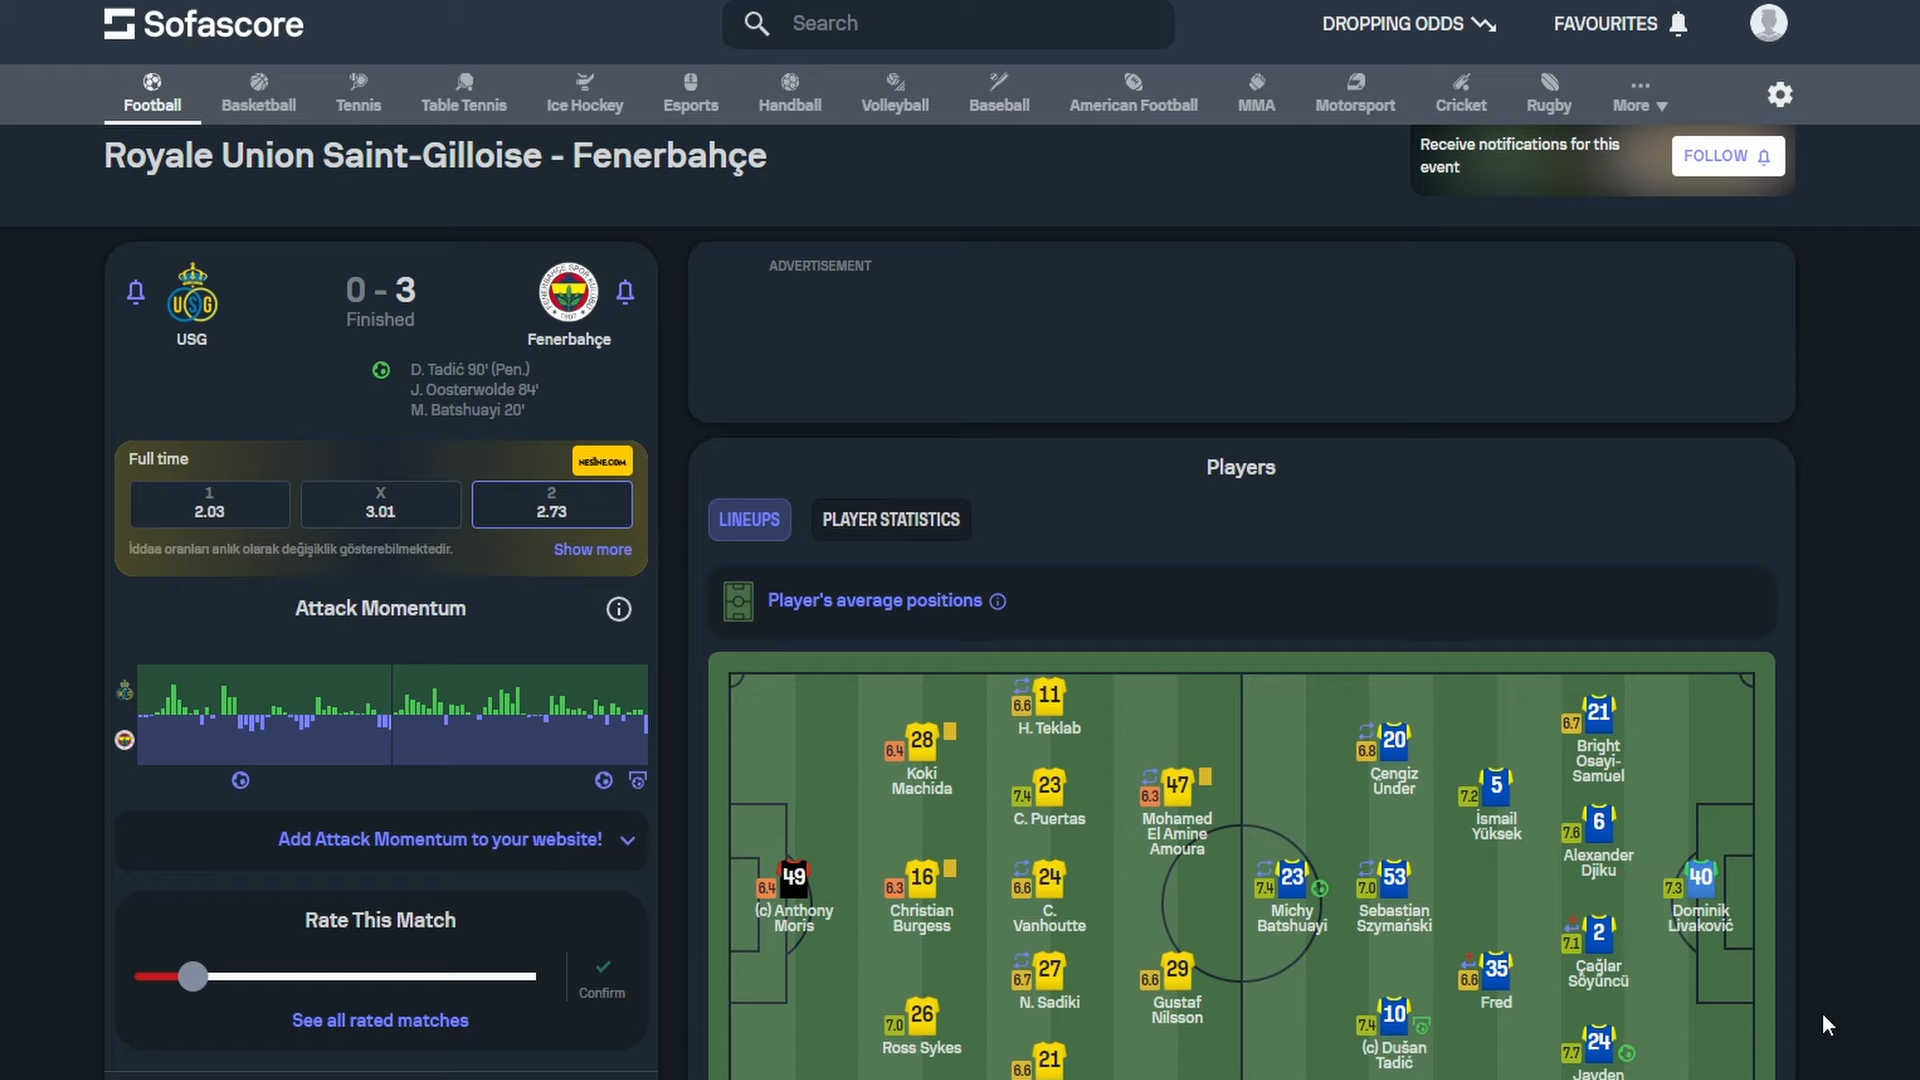 Sofascore
Search
DROPPING ODDS
FAVOURITES
Football
Basketball
Tennis
Table Tennis
Ice Hockey
Esports
Handball
Volleyball
Baseball
American Football
MMA
Motorsport
Cricket
Rugby
More
Royale Union Saint-Gilloise - Fenerbahçe
Receive notifications for this
event
FOLLOW
USG
0 - 3
Finished
Fenerbahçe
D. Tadić 90' (Pen.)
J. Oosterwolde 84'
M. Batshuayi 20'
Full time
NESİNE.COM
1
2.03
X
3.01
2
2.73
İddaa oranları anlık olarak değişiklik gösterebilmektedir.
Show more
Attack Momentum
Add Attack Momentum to your website!
Rate This Match
Confirm
See all rated matches
ADVERTISEMENT
Players
LINEUPS
PLAYER STATISTICS
Player's average positions
49
6.4
(c) Anthony
Moris
28
6.4
Koki
Machida
16
6.3
Christian
Burgess
26
7.0
Ross Sykes
11
6.6
H. Teklab
23
7.4
C. Puertas
24
6.6
C.
Vanhoutte
27
6.7
N. Sadiki
21
6.6
47
6.3
Mohamed
El Amine
Amoura
29
6.6
Gustaf
Nilsson
23
7.4
Michy
Batshuayi
20
6.8
Cengiz
Ünder
53
7.0
Sebastian
Szymański
10
7.4
(c) Dušan
Tadić
5
7.2
İsmail
Yüksek
35
6.6
Fred
21
6.7
Bright
Osayi-
Samuel
6
7.6
Alexander
Djiku
2
7.1
Çağlar
Söyüncü
24
7.7
Jayden
40
7.3
Dominik
Livaković